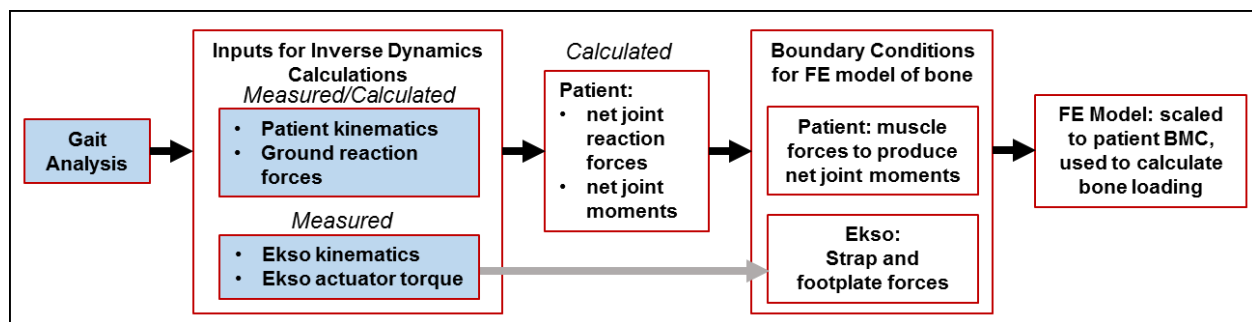 Gait
Analysis
Inputs for Inverse Dynamics
Calculations
Measured/Calculated
• Patient kinematics
• Ground reaction
forces
Measured
• Ekso kinematics
• Ekso actuator torque
Calculated
Patient:
• net joint
reaction
forces
• net joint
moments
Boundary Conditions
for FE model of bone
Patient: muscle
forces to produce
net joint moments
Ekso:
Strap and
footplate forces
FE Model: scaled
to patient BMC,
used to calculate
bone loading